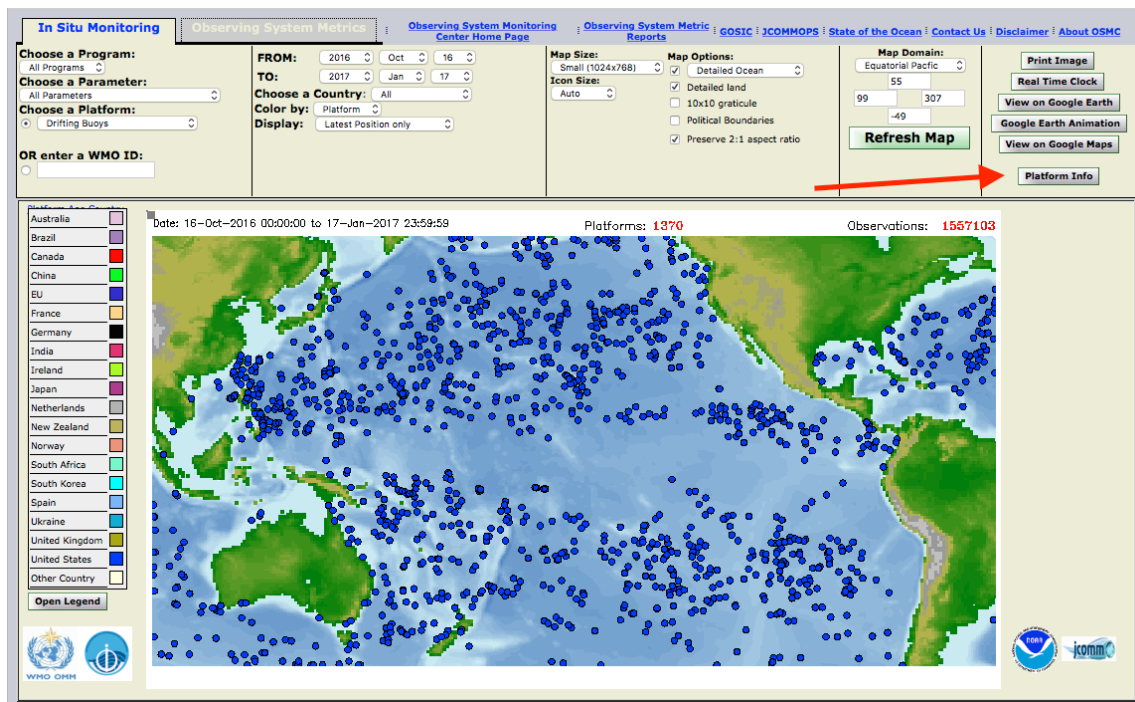 In Situ Monitoring
Observing System Metrics
Observing System Monitoring Center Home Page
Observing System Metric Reports
GOSIC
JCOMMOPS
State of the Ocean
Contact Us
Disclaimer
About OSMC
Choose a Program:
All Programs
Choose a Parameter:
All Parameters
Choose a Platform:
Drifting Buoys
OR enter a WMO ID:
FROM: 2016 Oct 16
TO: 2017 Jan 17
Choose a Country: All
Color by: Platform
Display: Latest Position only
Map Size:
Small (1024x768)
Icon Size:
Auto
Map Options:
Detailed Ocean
Detailed land
10x10 graticule
Political Boundaries
Preserve 2:1 aspect ratio
Map Domain:
Equatorial Pacfic
55
99 307
-49
Refresh Map
Print Image
Real Time Clock
View on Google Earth
Google Earth Animation
View on Google Maps
Platform Info
Date: 16-Oct-2016 00:00:00 to 17-Jan-2017 23:59:59
Platforms: 1370
Observations: 1557103
Australia
Brazil
Canada
China
EU
France
Germany
India
Ireland
Japan
Netherlands
New Zealand
Norway
South Africa
South Korea
Spain
Ukraine
United Kingdom
United States
Other Country
Open Legend
WMO OMM
NOAA
jcomm